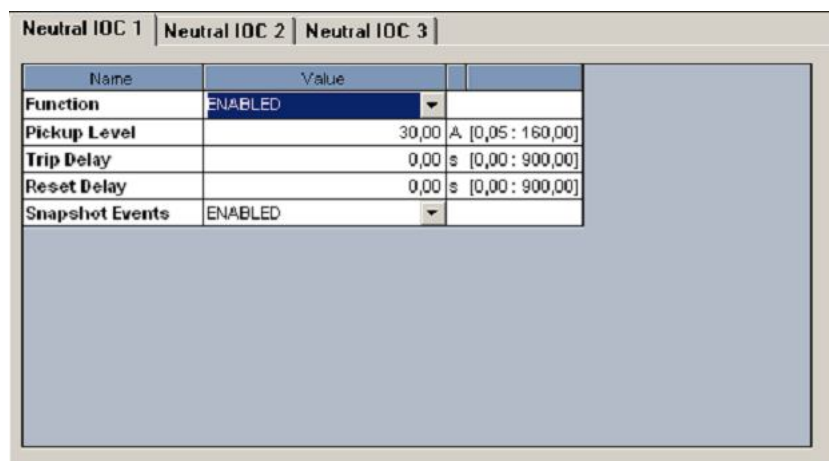 Neutral IOC 1 Neutral IOC 2 Neutral IOC 3
Name Value
Function ENABLED
Pickup Level 30,00 A [0,05 : 160,00]
Trip Delay 0,00 s [0,00 : 900,00]
Reset Delay 0,00 s [0,00 : 900,00]
Snapshot Events ENABLED